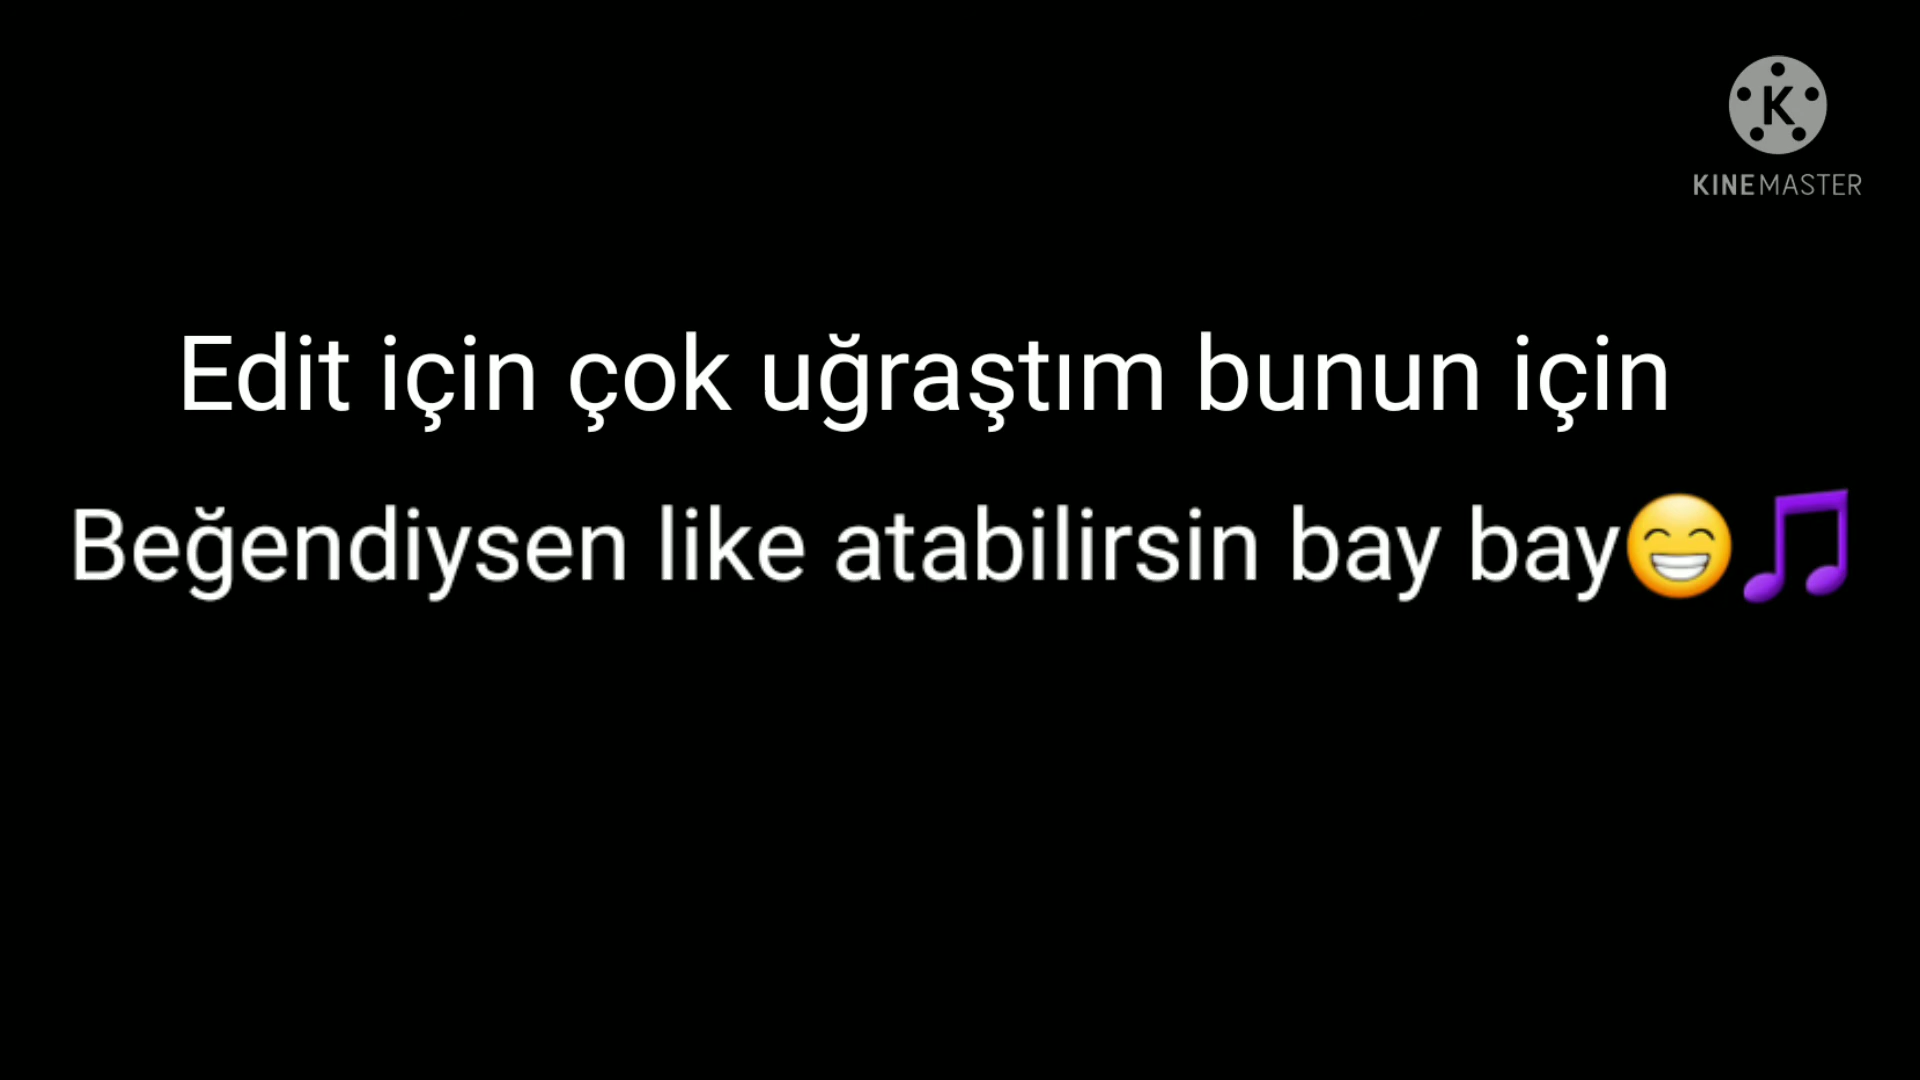 K
KINEMASTER
Edit için çok uğraştım bunun için
Beğendiysen like atabilirsin bay bay😁🎵